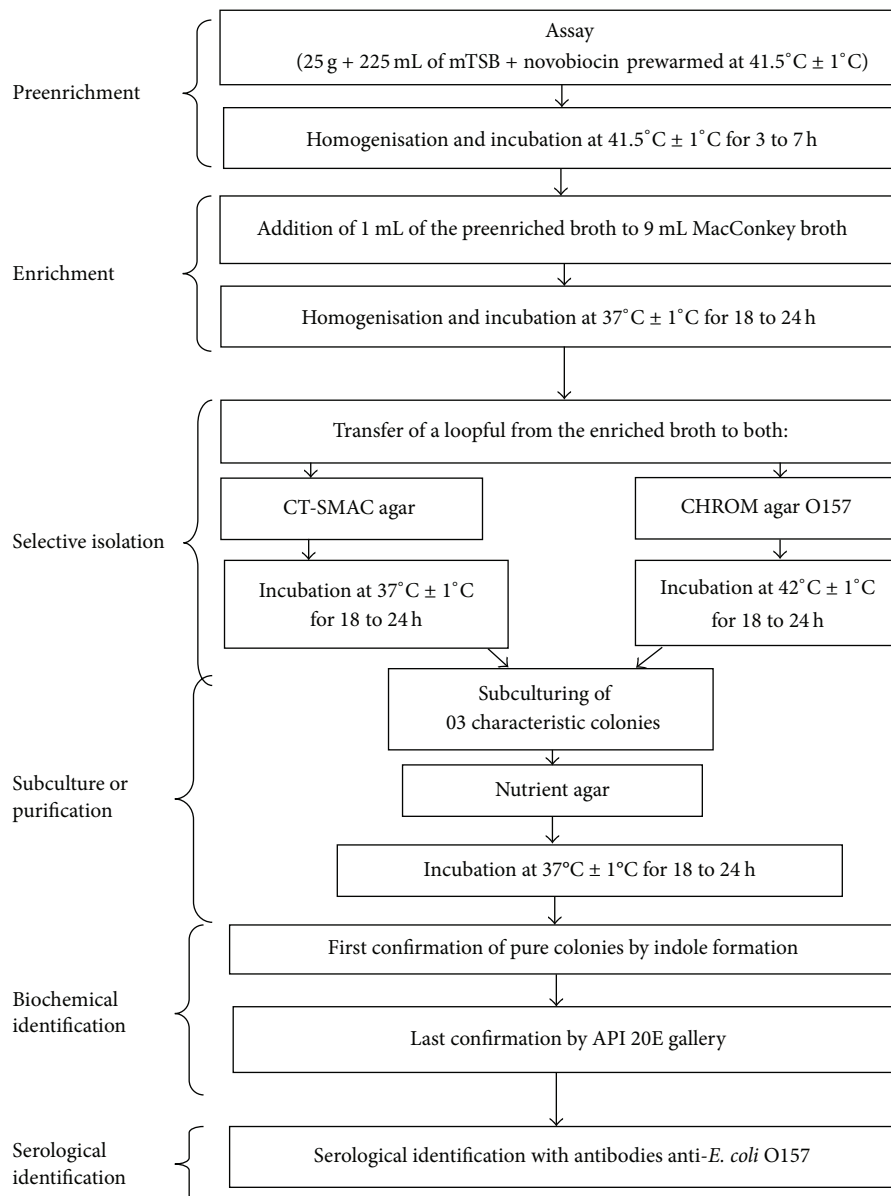 Preenrichment
Assay
(25 g + 225 mL of mTSB + novobiocin prewarmed at 41.5°C ± 1°C)
Homogenisation and incubation at 41.5°C ± 1°C for 3 to 7 h
Enrichment
Addition of 1 mL of the preenriched broth to 9 mL MacConkey broth
Homogenisation and incubation at 37°C ± 1°C for 18 to 24 h
Selective isolation
Transfer of a loopful from the enriched broth to both:
CT-SMAC agar
Incubation at 37°C ± 1°C
for 18 to 24 h
CHROM agar O157
Incubation at 42°C ± 1°C
for 18 to 24 h
Subculture or
purification
Subculturing of
03 characteristic colonies
Nutrient agar
Incubation at 37°C ± 1°C for 18 to 24 h
Biochemical
identification
First confirmation of pure colonies by indole formation
Last confirmation by API 20E gallery
Serological
identification
Serological identification with antibodies anti-E. coli O157